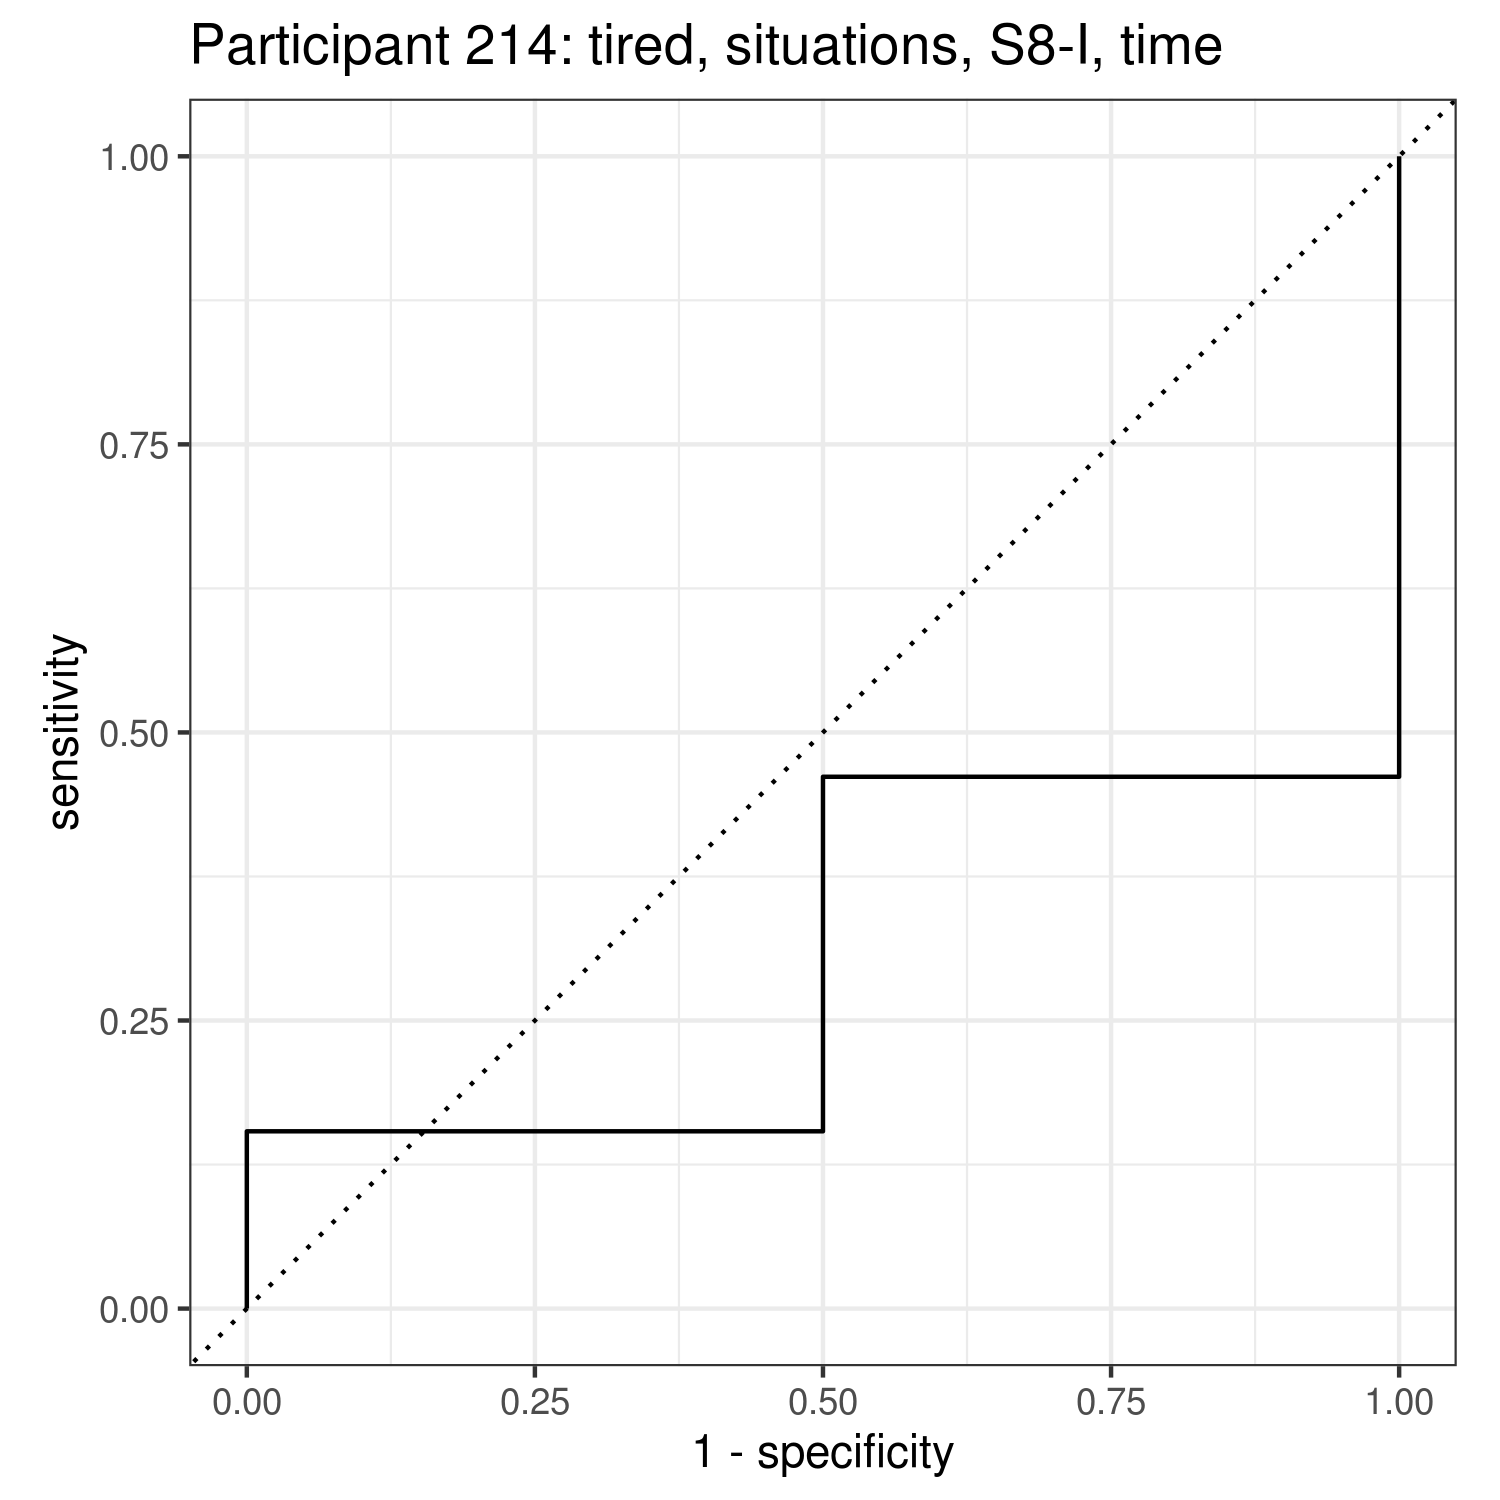 Participant 214: tired, situations, S8-I, time
1.00
0.75
0.50
0.25
0.00
sensitivity
0.00 0.25 0.50 0.75 1.00
1 - specificity